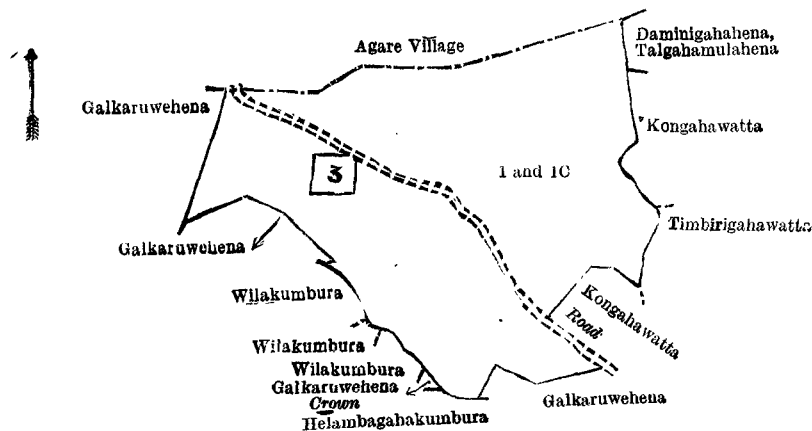 Agare Village
Daminigahahena,
Talgahamulahena
Galkaruwehena
Kongahawatta
3
1 and 1C
Timbirigahawatta
Galkaruwehena
Wilakumbura
Kongahawatta
Road
Wilakumbura
Wilakumbura
Galkaruwehena
Crown
Galkaruwehena
Helambagahakumbura